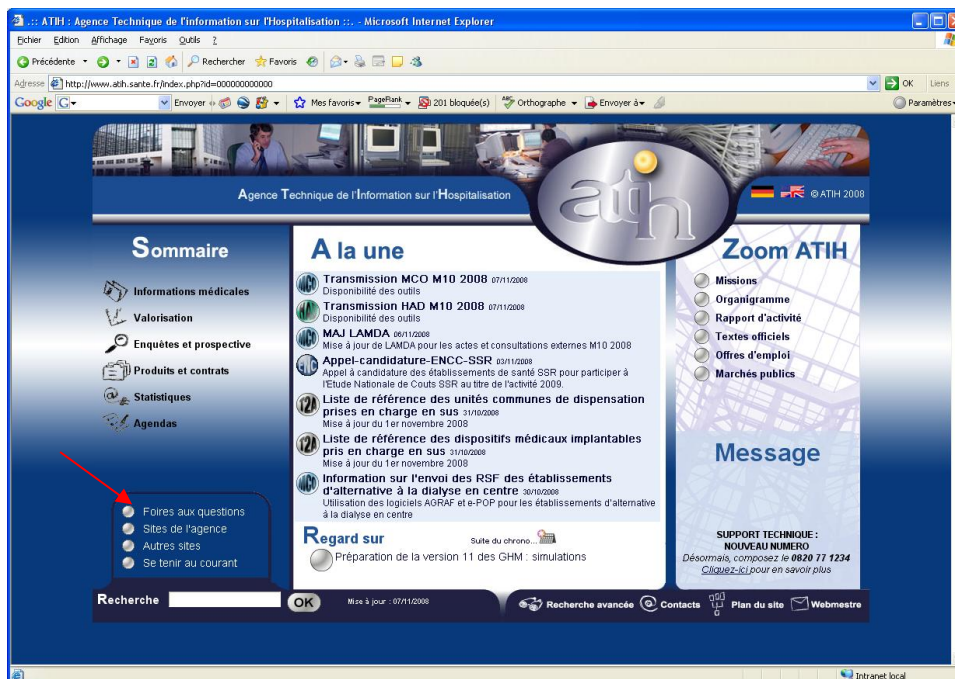 .:: ATIH : Agence Technique de l'information sur l'Hospitalisation ::. - Microsoft Internet Explorer
Fichier Edition Affichage Favoris Outils ?
Précédente Rechercher Favoris
Adresse http://www.atih.sante.fr/index.php?id=000000000000 OK Liens
Google G Envoyer Mes favoris PageRank 201 bloquée(s) ABC Orthographe Envoyer à Paramètres
atih
Agence Technique de l'Information sur l'Hospitalisation
© ATIH 2008
Sommaire
Informations médicales
Valorisation
Enquêtes et prospective
Produits et contrats
Statistiques
Agendas
Foires aux questions
Sites de l'agence
Autres sites
Se tenir au courant
A la une
MCO Transmission MCO M10 2008 07/11/2008
Disponibilité des outils
HAD Transmission HAD M10 2008 07/11/2008
Disponibilité des outils
MCO MAJ LAMDA 06/11/2008
Mise à jour de LAMDA pour les actes et consultations externes M10 2008
Appel-candidature-ENCC-SSR 03/11/2008
Appel à candidature des établissements de santé SSR pour participer à
l'Etude Nationale de Couts SSR au titre de l'activité 2009.
T2A Liste de référence des unités communes de dispensation
prises en charge en sus 31/10/2008
Mise à jour du 1er novembre 2008
T2A Liste de référence des dispositifs médicaux implantables
pris en charge en sus 31/10/2008
Mise à jour du 1er novembre 2008
MCO Information sur l'envoi des RSF des établissements
d'alternative à la dialyse en centre 30/10/2008
Utilisation des logiciels AGRAF et e-POP pour les établissements d'alternative
à la dialyse en centre
Regard sur Suite du chrono...
Préparation de la version 11 des GHM : simulations
Zoom ATIH
Missions
Organigramme
Rapport d'activité
Textes officiels
Offres d'emploi
Marchés publics
Message
SUPPORT TECHNIQUE :
NOUVEAU NUMERO
Désormais, composez le 0820 77 1234
Cliquez-ici pour en savoir plus
Recherche OK Mise à jour : 07/11/2008 Recherche avancée Contacts Plan du site Webmestre
Intranet local